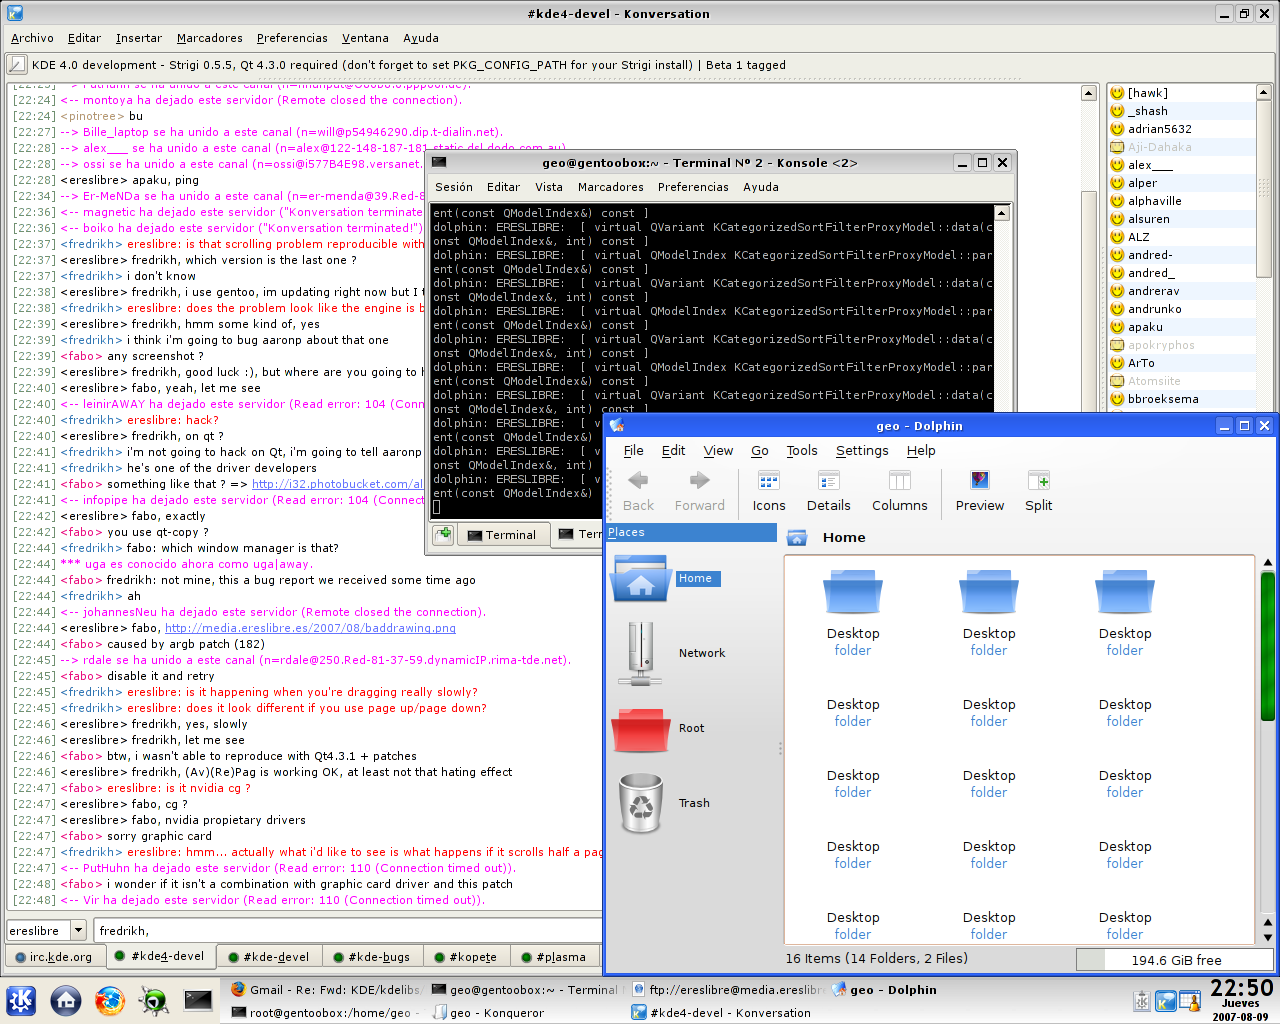 #kde4-devel - Konversation
Archivo Editar Insertar Marcadores Preferencias Ventana Ayuda
KDE 4.0 development - Strigi 0.5.5, Qt 4.3.0 required (don't forget to set PKG_CONFIG_PATH for your Strigi install) | Beta 1 tagged
[22:24] <-- montoya ha dejado este servidor (Remote closed the connection).
[22:24] <pinotree> bu
[22:27] --> Bille_laptop se ha unido a este canal (n=will@p54946290.dip.t-dialin.net).
[22:28] --> alex___ se ha unido a este canal (n=alex@122-148-187-181.static.dsl.dodo.com.au).
[22:28] --> ossi se ha unido a este canal (n=ossi@i577B4E98.versanet.
[22:28] <ereslibre> apaku, ping
[22:34] --> Er-MeNDa se ha unido a este canal (n=er-menda@39.Red-8
[22:36] <-- magnetic ha dejado este servidor ("Konversation terminate
[22:36] <-- boiko ha dejado este servidor ("Konversation terminated!")
[22:37] <fredrikh> ereslibre: is that scrolling problem reproducible with
[22:37] <ereslibre> fredrikh, which version is the last one ?
[22:37] <fredrikh> i don't know
[22:38] <ereslibre> fredrikh, i use gentoo, im updating right now but I t
[22:38] <fredrikh> ereslibre: does the problem look like the engine is b
[22:39] <ereslibre> fredrikh, hmm some kind of, yes
[22:39] <fredrikh> i think i'm going to bug aaronp about that one
[22:39] <fabo> any screenshot ?
[22:39] <ereslibre> fredrikh, good luck :), but where are you going to
[22:40] <ereslibre> fabo, yeah, let me see
[22:40] <-- leinirAWAY ha dejado este servidor (Read error: 104 (Conn
[22:40] <fredrikh> ereslibre: hack?
[22:40] <ereslibre> fredrikh, on qt ?
[22:41] <fredrikh> i'm not going to hack on Qt, i'm going to tell aaronp
[22:41] <fredrikh> he's one of the driver developers
[22:41] <fabo> something like that ? => http://i32.photobucket.com/al
[22:41] <-- infopipe ha dejado este servidor (Read error: 104 (Connect
[22:42] <ereslibre> fabo, exactly
[22:42] <fabo> you use qt-copy ?
[22:44] <fredrikh> fabo: which window manager is that?
[22:44] *** uga es conocido ahora como uga|away.
[22:44] <fabo> fredrikh: not mine, this a bug report we received some time ago
[22:44] <fredrikh> ah
[22:44] <-- johannesNeu ha dejado este servidor (Remote closed the connection).
[22:44] <ereslibre> fabo, http://media.ereslibre.es/2007/08/baddrawing.png
[22:44] <fabo> caused by argb patch (182)
[22:45] --> rdale se ha unido a este canal (n=rdale@250.Red-81-37-59.dynamicIP.rima-tde.net).
[22:45] <fabo> disable it and retry
[22:45] <fredrikh> ereslibre: is it happening when you're dragging really slowly?
[22:45] <fredrikh> ereslibre: does it look different if you use page up/page down?
[22:46] <ereslibre> fredrikh, yes, slowly
[22:46] <ereslibre> fredrikh, let me see
[22:46] <fabo> btw, i wasn't able to reproduce with Qt4.3.1 + patches
[22:46] <ereslibre> fredrikh, (Av)(Re)Pag is working OK, at least not that hating effect
[22:47] <fabo> ereslibre: is it nvidia cg ?
[22:47] <ereslibre> fabo, cg ?
[22:47] <ereslibre> fabo, nvidia propietary drivers
[22:47] <fabo> sorry graphic card
[22:47] <fredrikh> ereslibre: hmm... actually what i'd like to see is what happens if it scrolls half a pag
[22:47] <-- PutHuhn ha dejado este servidor (Read error: 110 (Connection timed out)).
[22:48] <fabo> i wonder if it isn't a combination with graphic card driver and this patch
[22:48] <-- Vir ha dejado este servidor (Read error: 110 (Connection timed out)).
[hawk]
_shash
adrian5632
Aji-Dahaka
alex___
alper
alphaville
alsuren
ALZ
andred-
andred_
andrerav
andrunko
apaku
apokryphos
ArTo
Atomsiite
bbroeksema
ereslibre
fredrikh,
irc.kde.org #kde4-devel #kde-devel #kde-bugs #kopete #plasma
geo@gentoobox:~ - Terminal Nº 2 - Konsole <2>
Sesión Editar Vista Marcadores Preferencias Ayuda
ent(const QModelIndex&) const ]
dolphin: ERESLIBRE: [ virtual QVariant KCategorizedSortFilterProxyModel::data(c
onst QModelIndex&, int) const ]
dolphin: ERESLIBRE: [ virtual QModelIndex KCategorizedSortFilterProxyModel::par
ent(const QModelIndex&) const ]
dolphin: ERESLIBRE: [ virtual QVariant KCategorizedSortFilterProxyModel::data(c
onst QModelIndex&, int) const ]
dolphin: ERESLIBRE: [ virtual QModelIndex KCategorizedSortFilterProxyModel::par
ent(const QModelIndex&) const ]
dolphin: ERESLIBRE: [ virtual QVariant KCategorizedSortFilterProxyModel::data(c
onst QModelIndex&, int) const ]
dolphin: ERESLIBRE: [ virtual QModelIndex KCategorizedSortFilterProxyModel::par
ent(const QModelIndex&) const ]
dolphin: ERESLIBRE: [ virtual QVariant KCategorizedSortFilterProxyModel::data(c
onst QModelIndex&, int) const ]
dolphin: ERESLIBRE: [ v
ent(const QModelIndex&)
dolphin: ERESLIBRE: [ v
onst QModelIndex&, int)
dolphin: ERESLIBRE: [ v
ent(const QModelIndex&)
Terminal Terr
geo - Dolphin
File Edit View Go Tools Settings Help
Back Forward Icons Details Columns Preview Split
Places
Home
Network
Root
Trash
Home
Desktop Desktop Desktop
folder folder folder
Desktop Desktop Desktop
folder folder folder
Desktop Desktop Desktop
folder folder folder
Desktop Desktop Desktop
folder folder folder
Desktop Desktop Desktop
folder folder folder
16 Items (14 Folders, 2 Files)
194.6 GiB free
Gmail - Re: Fwd: KDE/kdelibs geo@gentoobox:~ - Terminal ftp://ereslibre@media.ereslibre geo - Dolphin
root@gentoobox:/home/geo - geo - Konqueror #kde4-devel - Konversation
22:50
Jueves
2007-08-09